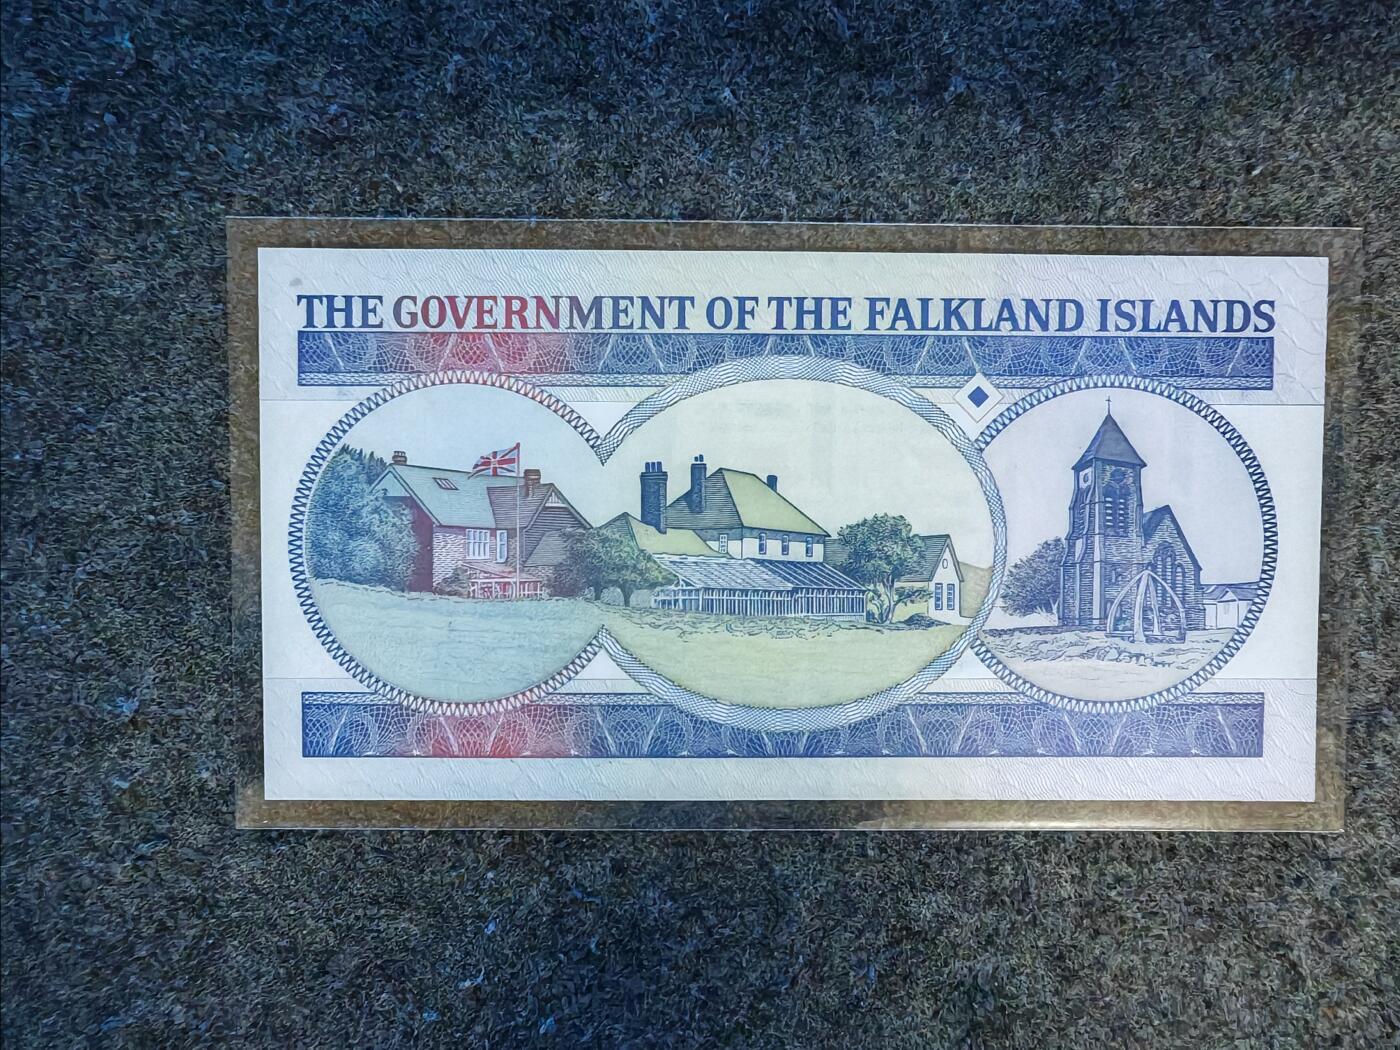 THE GOVERNMENT OF THE FALKLAND ISLANDS